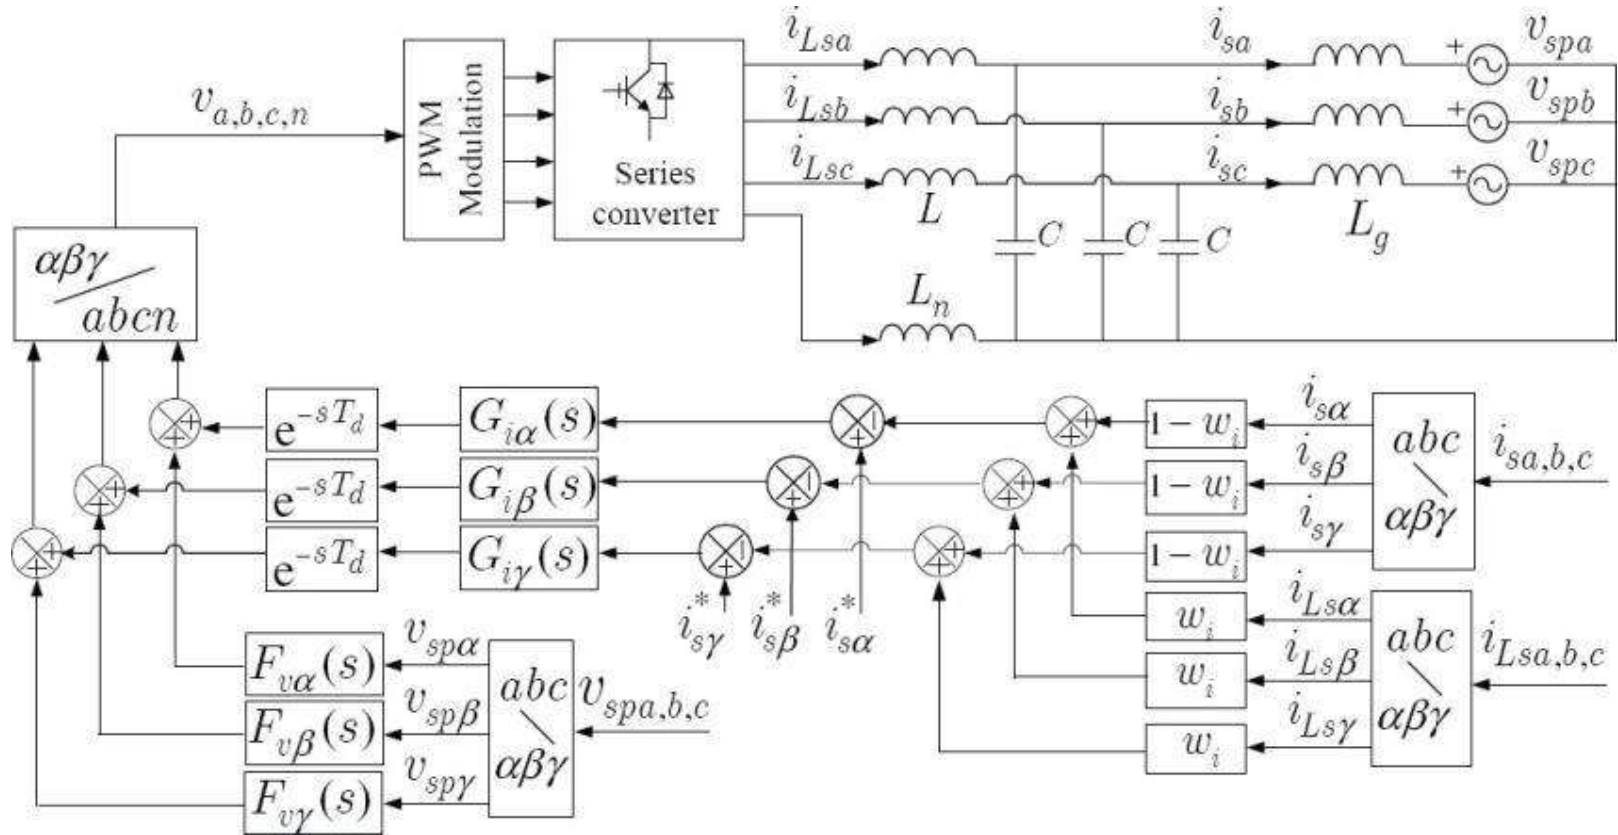 i_{Lsa} i_{sa} v_{spa}
+
i_{Lsb} i_{sb} v_{spb}
+
i_{Lsc} i_{sc} v_{spc}
+
v_{a,b,c,n}
PWM
Modulation
Series
converter
L L_g
C C C
L_n
αβγ
abcn
e^{-sT_d} G_{iα}(s) 1 − w_i i_{sα}
e^{-sT_d} G_{iβ}(s) 1 − w_i i_{sβ}
e^{-sT_d} G_{iγ}(s) 1 − w_i i_{sγ}
abc
αβγ
i_{sa,b,c}
+ + + − + +
+ + + − + +
+ + + − + +
i^*_{sγ} i^*_{sβ} i^*_{sα}
w_i i_{Lsα}
w_i i_{Lsβ}
w_i i_{Lsγ}
abc
αβγ
i_{Lsa,b,c}
F_{vα}(s) v_{spα}
F_{vβ}(s) v_{spβ}
F_{vγ}(s) v_{spγ}
abc
αβγ
v_{spa,b,c}